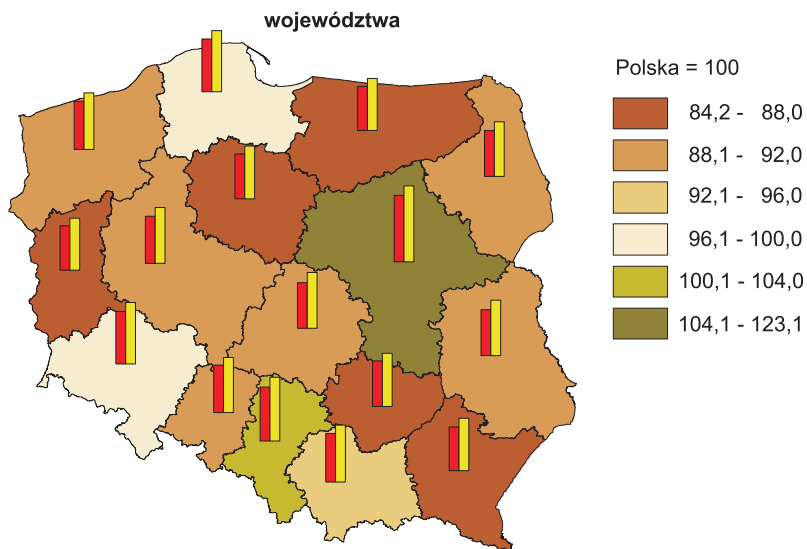 województwa
Polska = 100
84,2 - 88,0
88,1 - 92,0
92,1 - 96,0
96,1 - 100,0
100,1 - 104,0
104,1 - 123,1